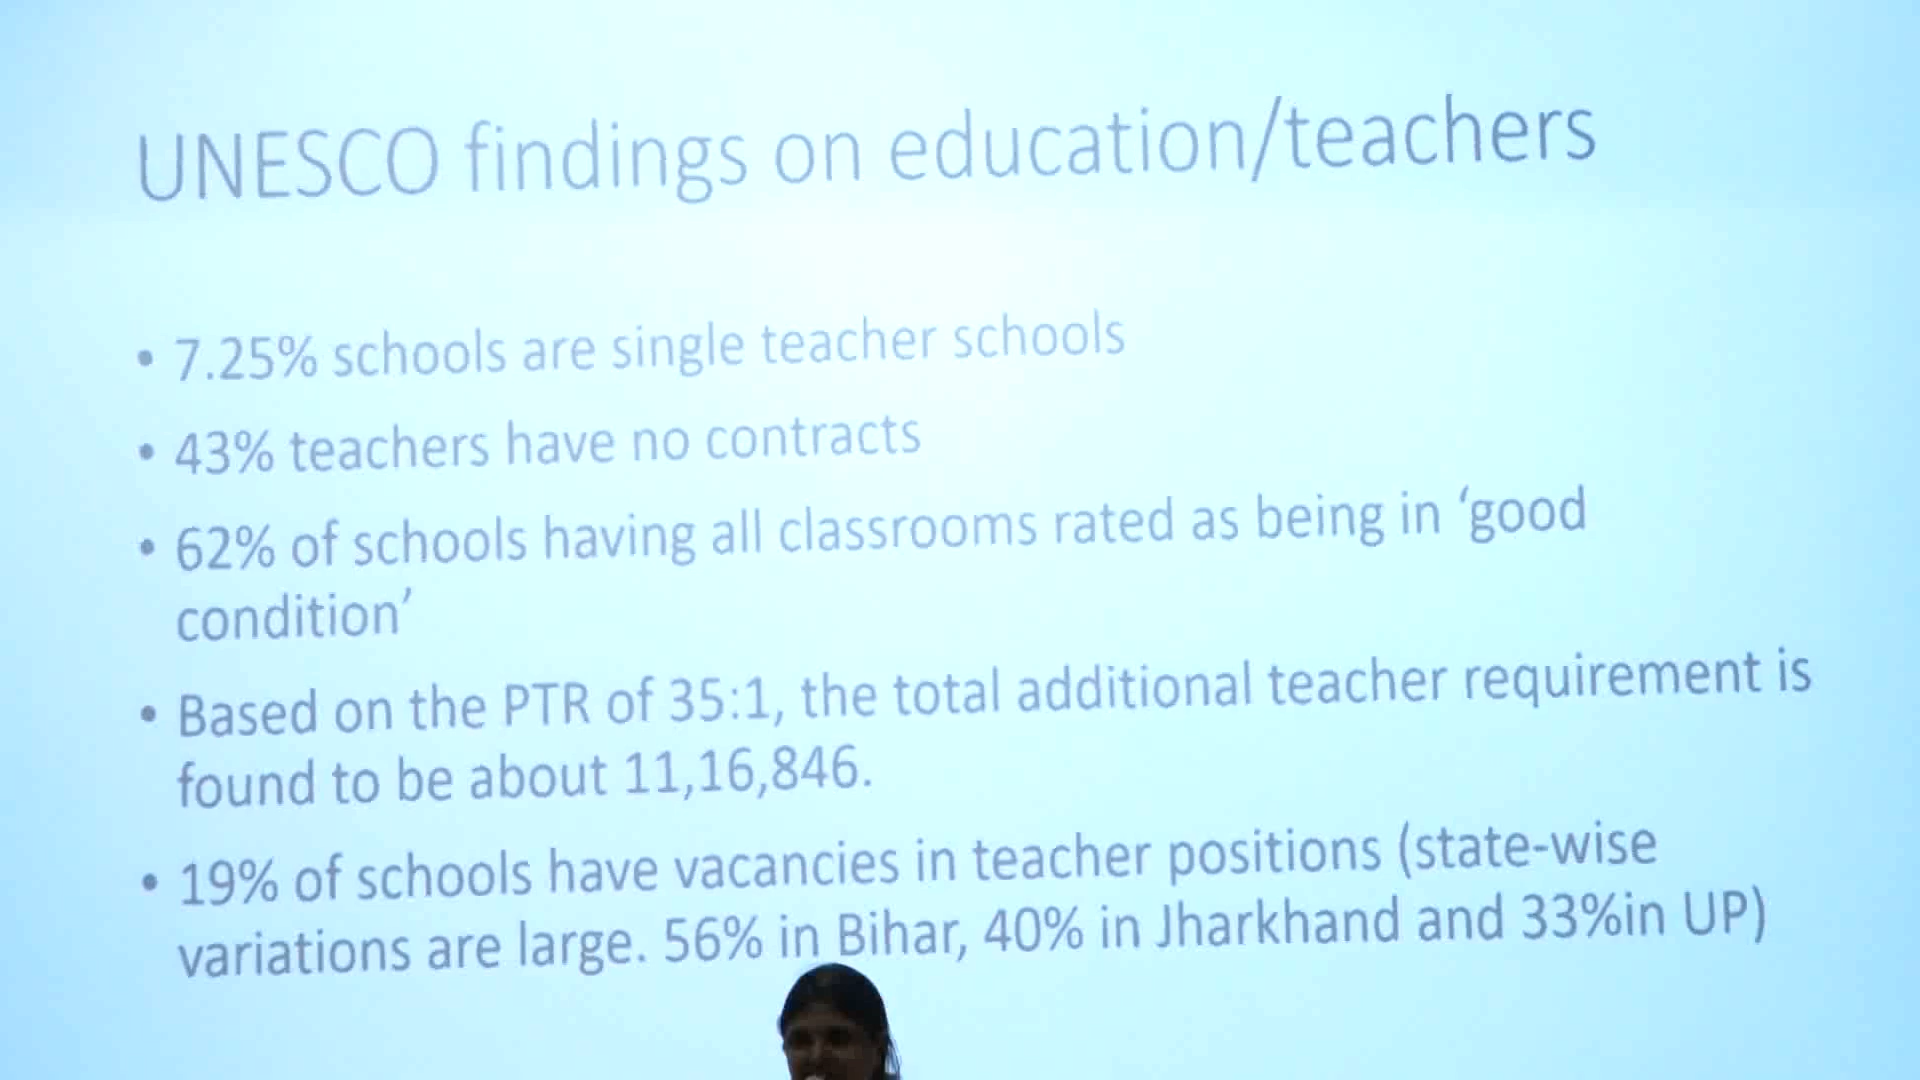 UNESCO findings on education/teachers
• 7.25% schools are single teacher schools
• 43% teachers have no contracts
• 62% of schools having all classrooms rated as being in ‘good
condition’
• Based on the PTR of 35:1, the total additional teacher requirement is
found to be about 11,16,846.
• 19% of schools have vacancies in teacher positions (state-wise
variations are large. 56% in Bihar, 40% in Jharkhand and 33%in UP)